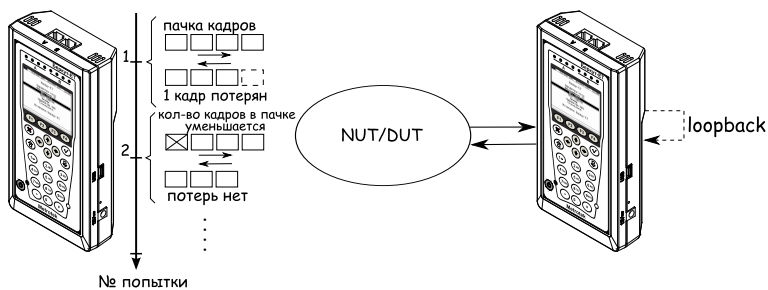 пачка кадров
1
1 кадр потерян
кол-во кадров в пачке
уменьшается
2
потерь нет
№ попытки
NUT/DUT
loopback